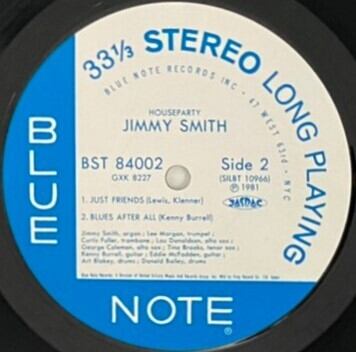 33⅓ STEREO LONG PLAYING
BLUE NOTE RECORDS INC • 47 WEST 63rd • NYC
HOUSEPARTY
JIMMY SMITH
BST 84002
GXK 8227
Side 2
(SILBT 10966)
Ⓟ 1981
JASRAC
1. JUST FRIENDS (Lewis, Klenner)
2. BLUES AFTER ALL (Kenny Burrell)
Jimmy Smith, organ; Lee Morgan, trumpet;
Curtis Fuller, trombone; Lou Donaldson, alto sax;
George Coleman, alto sax; Tina Brooks, tenor sax;
Kenny Burrell, guitar; Eddie McFadden, guitar;
Art Blakey, drums; Donald Bailey, drums
BLUE
NOTE®